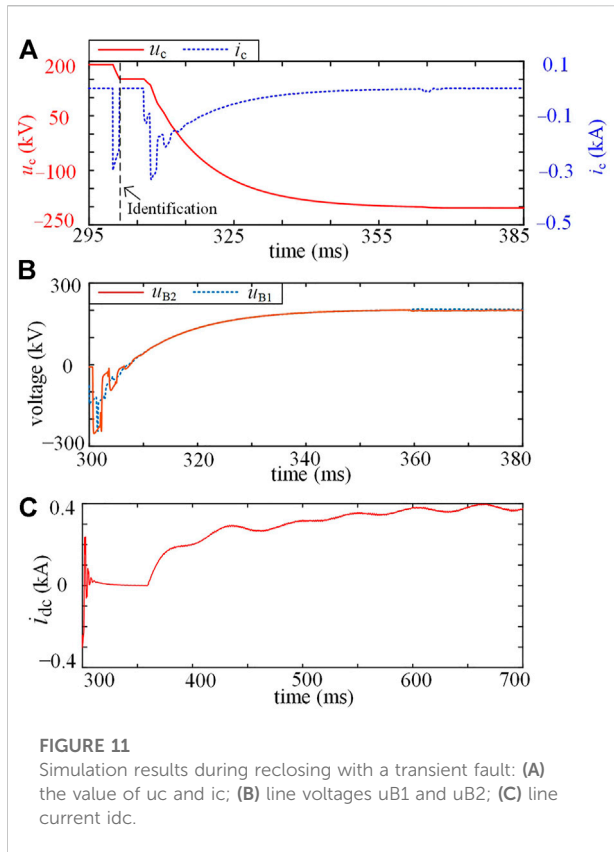 A
u_c i_c
200
50
−100
−250
u_c (kV)
0.1
−0.1
−0.3
−0.5
i_c (kA)
Identification
295 325 355 385
time (ms)
B
u_B2 u_B1
300
0
−300
voltage (kV)
300 320 340 360 380
time (ms)
C
0.4
0
−0.4
i_dc (kA)
300 400 500 600 700
time (ms)
FIGURE 11
Simulation results during reclosing with a transient fault: (A)
the value of uc and ic; (B) line voltages uB1 and uB2; (C) line
current idc.